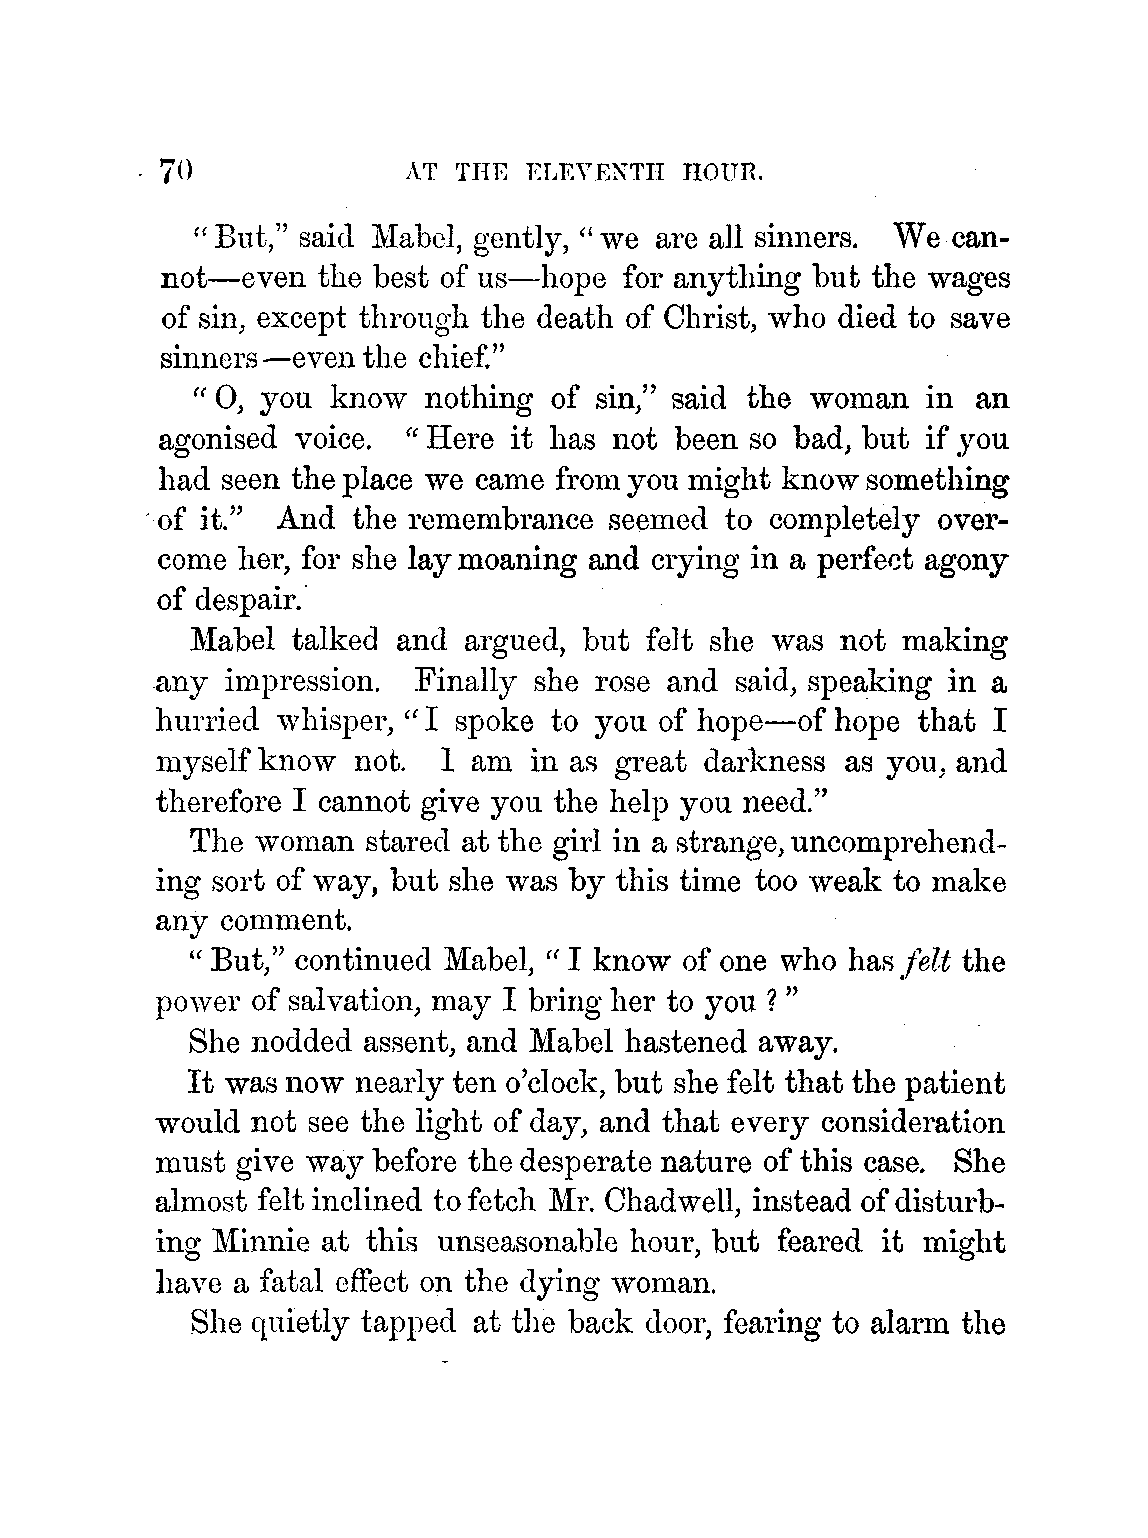 70 AT THE ELEVENTH HOUR.
"But," said Mabel, gently, "we are all sinners. We can-
not—even the best of us—hope for anything but the wages
of sin, except through the death of Christ, who died to save
sinners—even the chief."
"O, you know nothing of sin," said the woman in an
agonised voice. "Here it has not been so bad, but if you
had seen the place we came from you might know something
of it." And the remembrance seemed to completely over-
come her, for she lay moaning and crying in a perfect agony
of despair.
Mabel talked and argued, but felt she was not making
any impression. Finally she rose and said, speaking in a
hurried whisper, "I spoke to you of hope—of hope that I
myself know not. I am in as great darkness as you, and
therefore I cannot give you the help you need."
The woman stared at the girl in a strange, uncomprehend-
ing sort of way, but she was by this time too weak to make
any comment.
"But," continued Mabel, "I know of one who has felt the
power of salvation, may I bring her to you?"
She nodded assent, and Mabel hastened away.
It was now nearly ten o'clock, but she felt that the patient
would not see the light of day, and that every consideration
must give way before the desperate nature of this case. She
almost felt inclined to fetch Mr. Chadwell, instead of disturb-
ing Minnie at this unseasonable hour, but feared it might
have a fatal effect on the dying woman.
She quietly tapped at the back door, fearing to alarm the